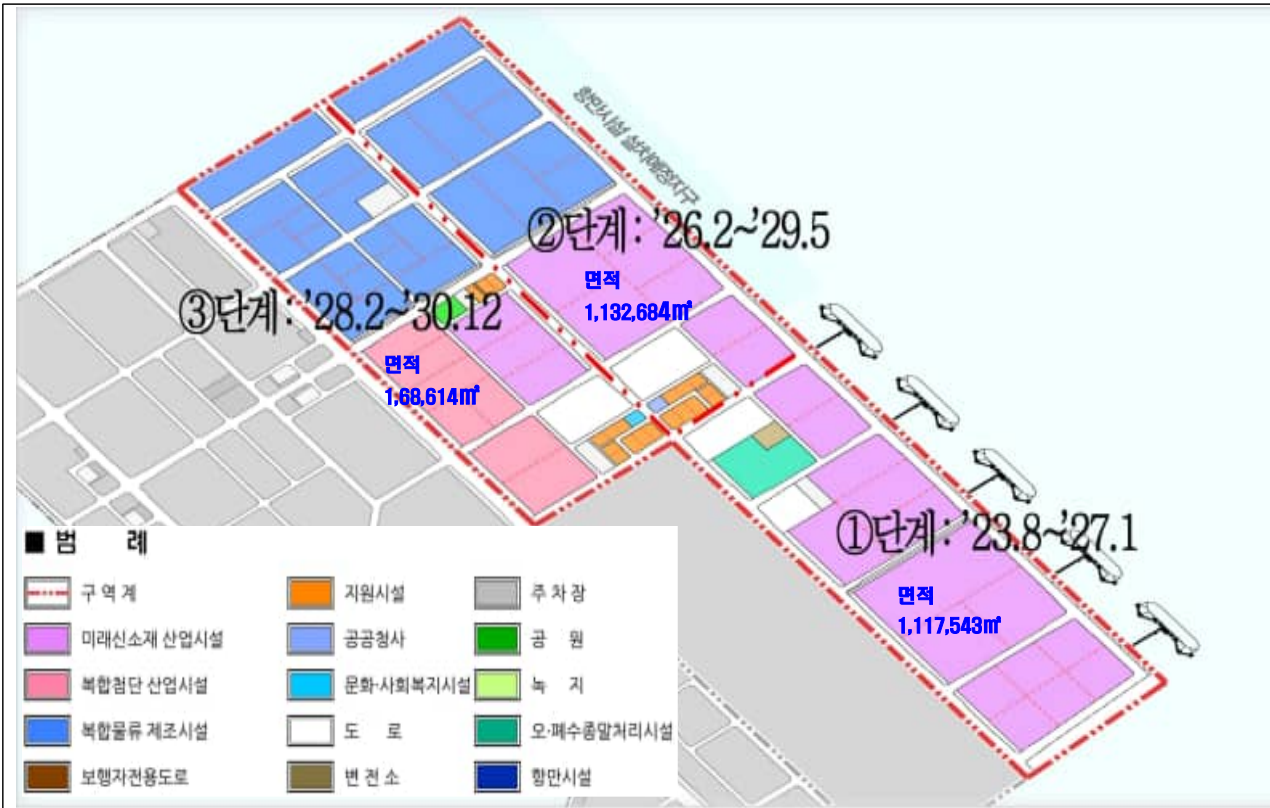 항만시설 설치예정지구
②단계: ’26.2~’29.5
면적
1,132,684㎡
③단계: ’28.2~’30.12
면적
1,68,614㎡
①단계: ’23.8~’27.1
면적
1,117,543㎡
■ 범 례
구 역 계
지원시설
주 차 장
미래신소재 산업시설
공공청사
공 원
복합첨단 산업시설
문화·사회복지시설
녹 지
복합물류 제조시설
도 로
오·폐수종말처리시설
보행자전용도로
변 전 소
항만시설